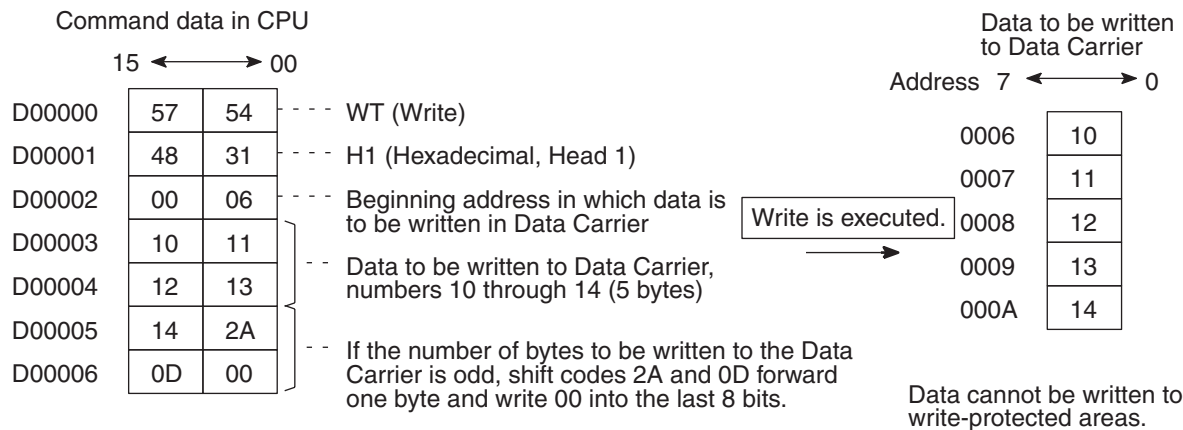 Command data in CPU
15 00
D00000 57 54 WT (Write)
D00001 48 31 H1 (Hexadecimal, Head 1)
D00002 00 06 Beginning address in which data is
to be written in Data Carrier
D00003 10 11
D00004 12 13 Data to be written to Data Carrier,
numbers 10 through 14 (5 bytes)
D00005 14 2A
D00006 0D 00 If the number of bytes to be written to the Data
Carrier is odd, shift codes 2A and 0D forward
one byte and write 00 into the last 8 bits.
Write is executed.
Data to be written
to Data Carrier
Address 7 0
0006 10
0007 11
0008 12
0009 13
000A 14
Data cannot be written to
write-protected areas.